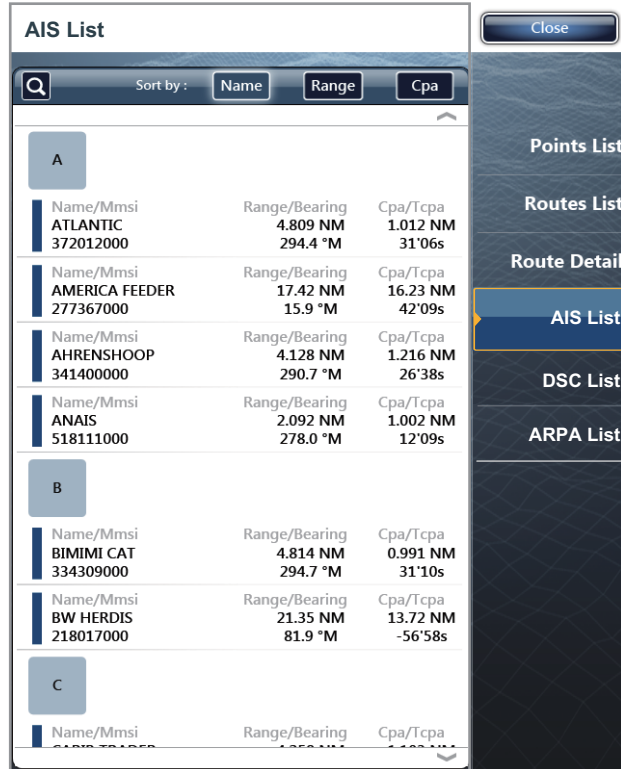 AIS List
Close
Sort by :
Name
Range
Cpa
A
Name/Mmsi Range/Bearing Cpa/Tcpa
ATLANTIC 4.809 NM 1.012 NM
372012000 294.4 °M 31'06s
Name/Mmsi Range/Bearing Cpa/Tcpa
AMERICA FEEDER 17.42 NM 16.23 NM
277367000 15.9 °M 42'09s
Name/Mmsi Range/Bearing Cpa/Tcpa
AHRENSHOOP 4.128 NM 1.216 NM
341400000 290.7 °M 26'38s
Name/Mmsi Range/Bearing Cpa/Tcpa
ANAIS 2.092 NM 1.002 NM
518111000 278.0 °M 12'09s
B
Name/Mmsi Range/Bearing Cpa/Tcpa
BIMIMI CAT 4.814 NM 0.991 NM
334309000 294.7 °M 31'10s
Name/Mmsi Range/Bearing Cpa/Tcpa
BW HERDIS 21.35 NM 13.72 NM
218017000 81.9 °M -56'58s
C
Name/Mmsi Range/Bearing Cpa/Tcpa
Points List
Routes List
Route Detail
AIS List
DSC List
ARPA List